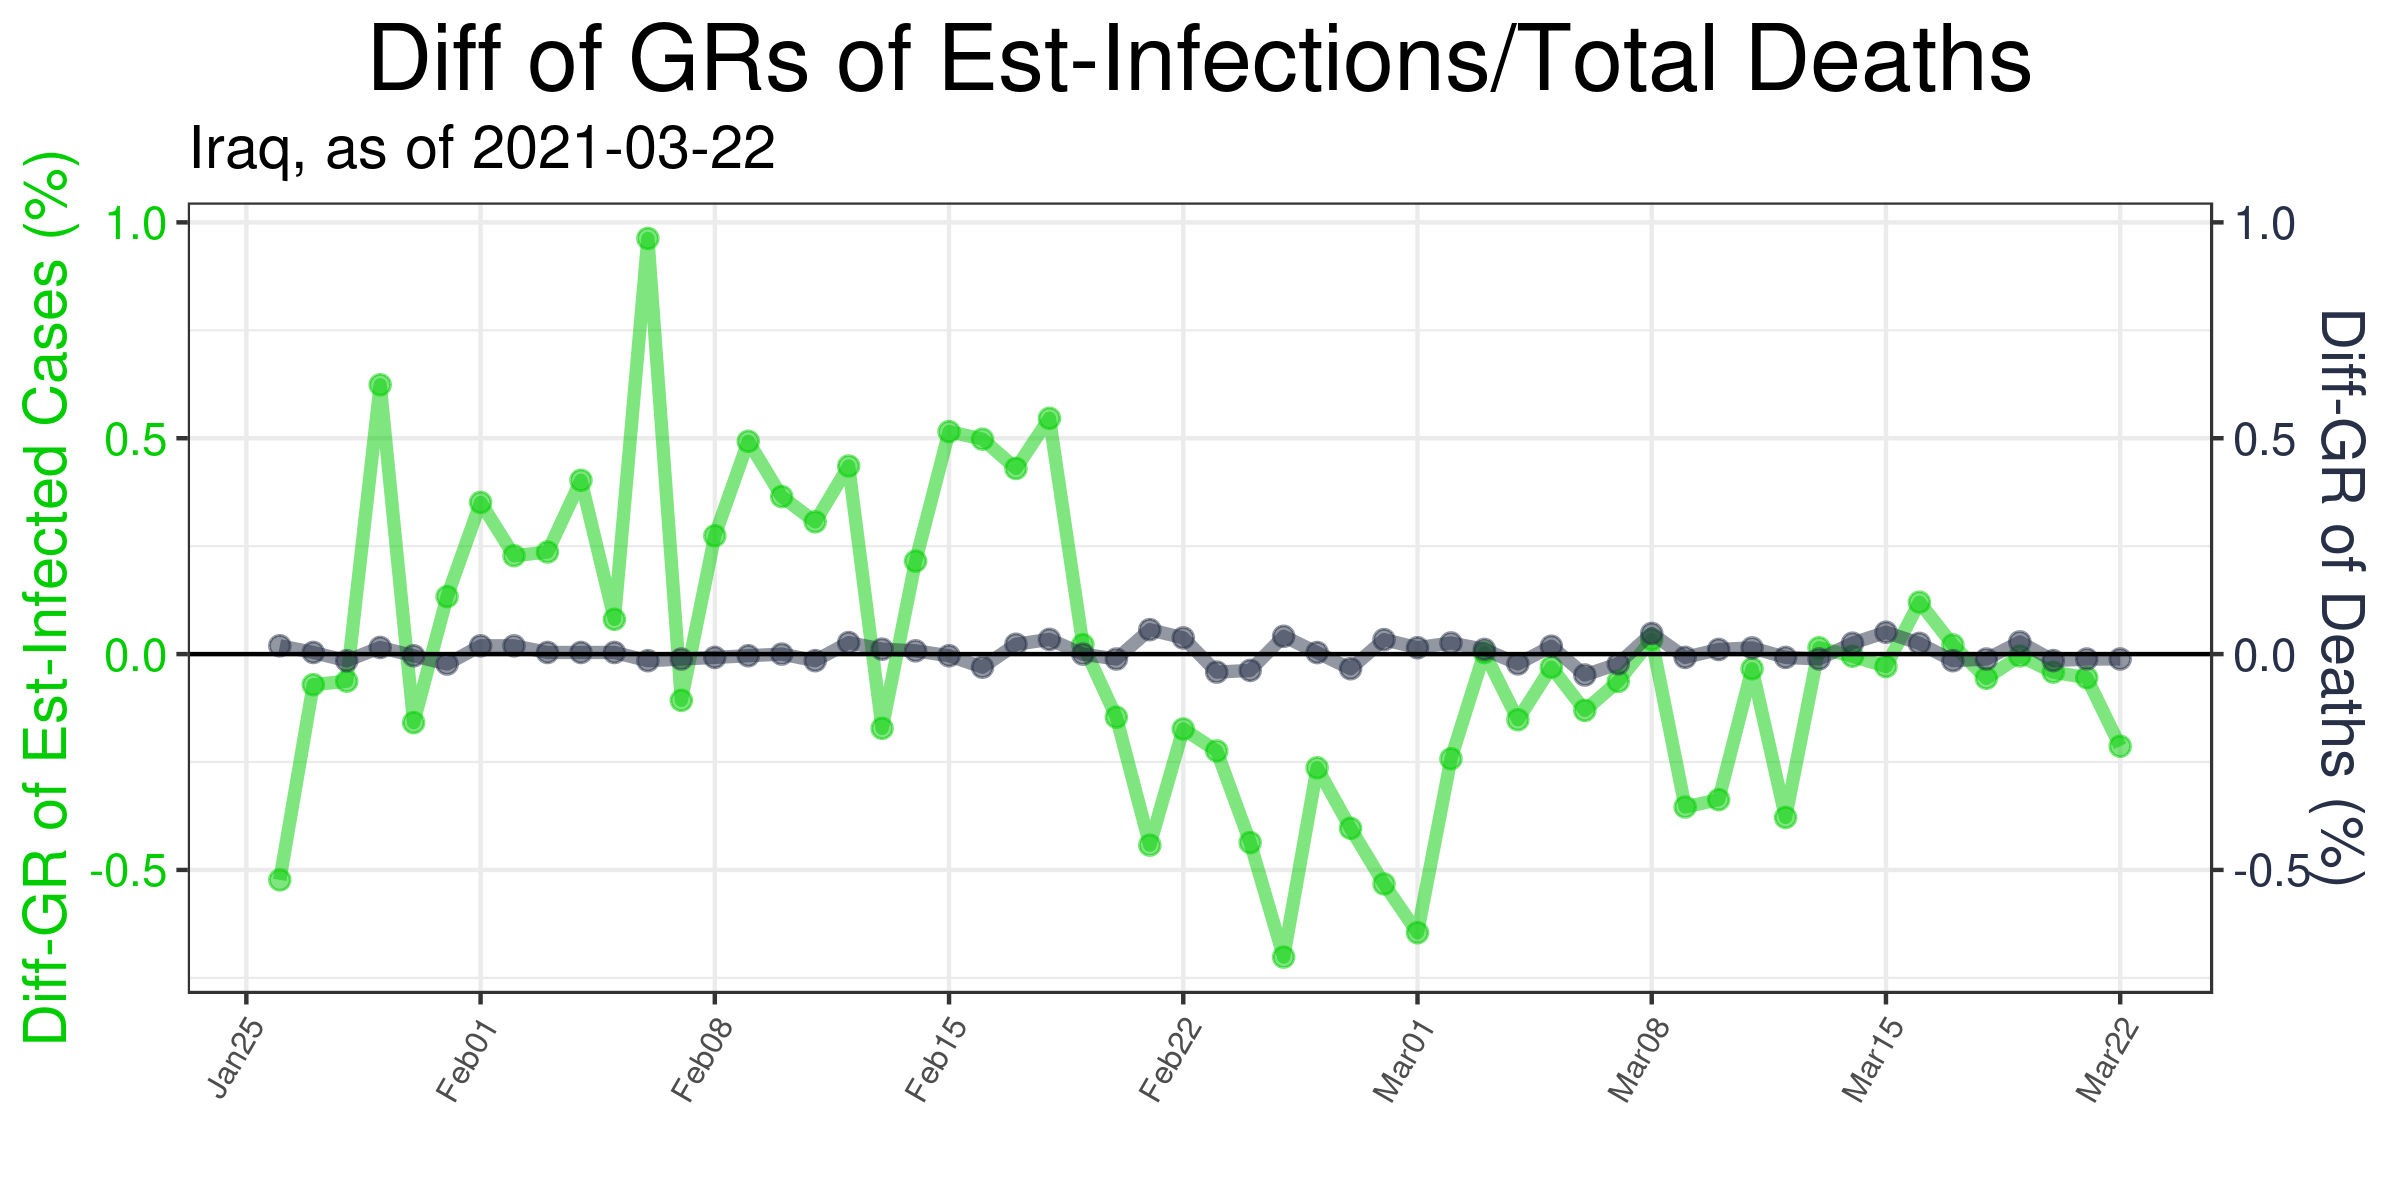 Diff of GRs of Est-Infections/Total Deaths
Iraq, as of 2021-03-22
Diff-GR of Est-Infected Cases (%)
1.0
0.5
0.0
-0.5
1.0
0.5
0.0
-0.5
Diff-GR of Deaths (%)
Jan25
Feb01
Feb08
Feb15
Feb22
Mar01
Mar08
Mar15
Mar22